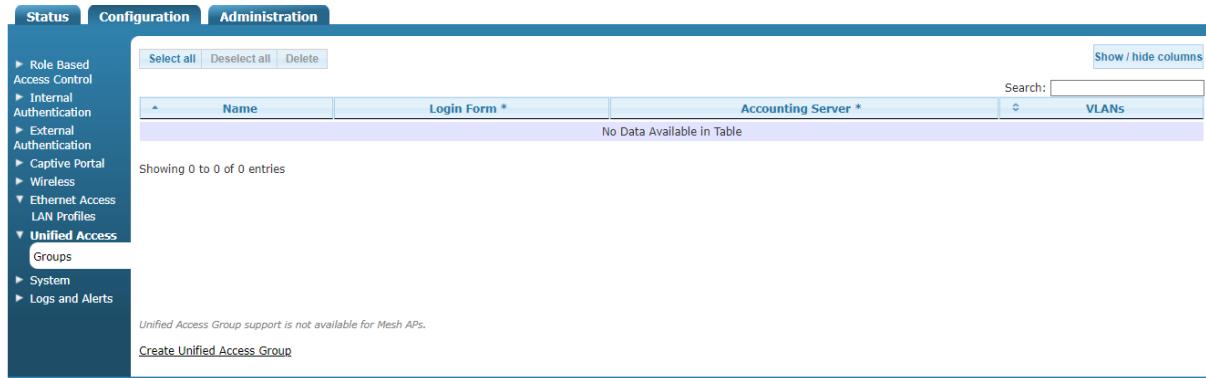 Status Configuration Administration
Select all Deselect all Delete
Show / hide columns
Search:
Name Login Form * Accounting Server * VLANs
No Data Available in Table
Showing 0 to 0 of 0 entries
Role Based
Access Control
Internal
Authentication
External
Authentication
Captive Portal
Wireless
Ethernet Access
LAN Profiles
Unified Access
Groups
System
Logs and Alerts
Unified Access Group support is not available for Mesh APs.
Create Unified Access Group